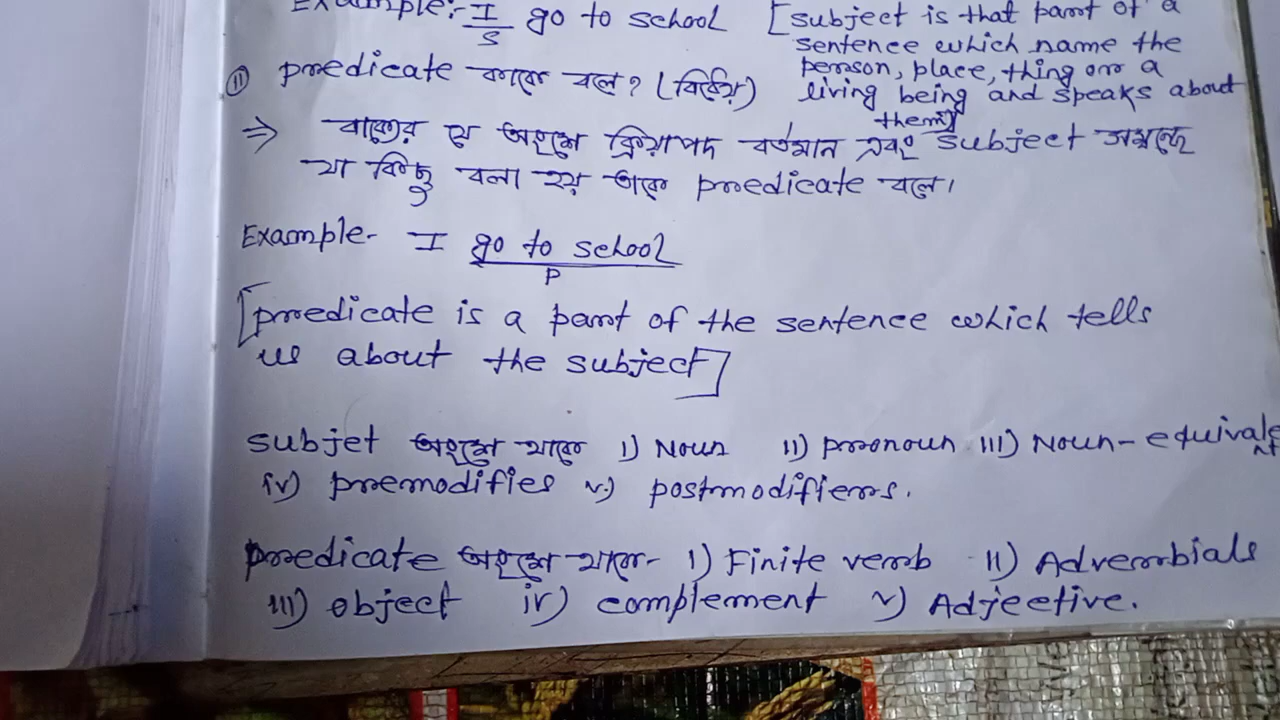 Example:- I go to school [subject is that part of a
S
sentence which name the
person, place, thing or a
living being and speaks about
them]
(ii) predicate কাকে বলে? (বিধেয়)
⇒ বাক্যের যে অংশে ক্রিয়াপদ বর্তমান এবং subject সম্বন্ধে
যা কিছু বলা হয় তাকে predicate বলে।
Example- I go to school
P
[predicate is a part of the sentence which tells
us about the subject]
subjet অংশে থাকে i) Noun ii) pronoun iii) Noun-equivalent
iv) premodifies v) postmodifiers.
predicate অংশে থাকে- i) Finite verb ii) Adverbials
iii) object iv) complement v) Adjective.